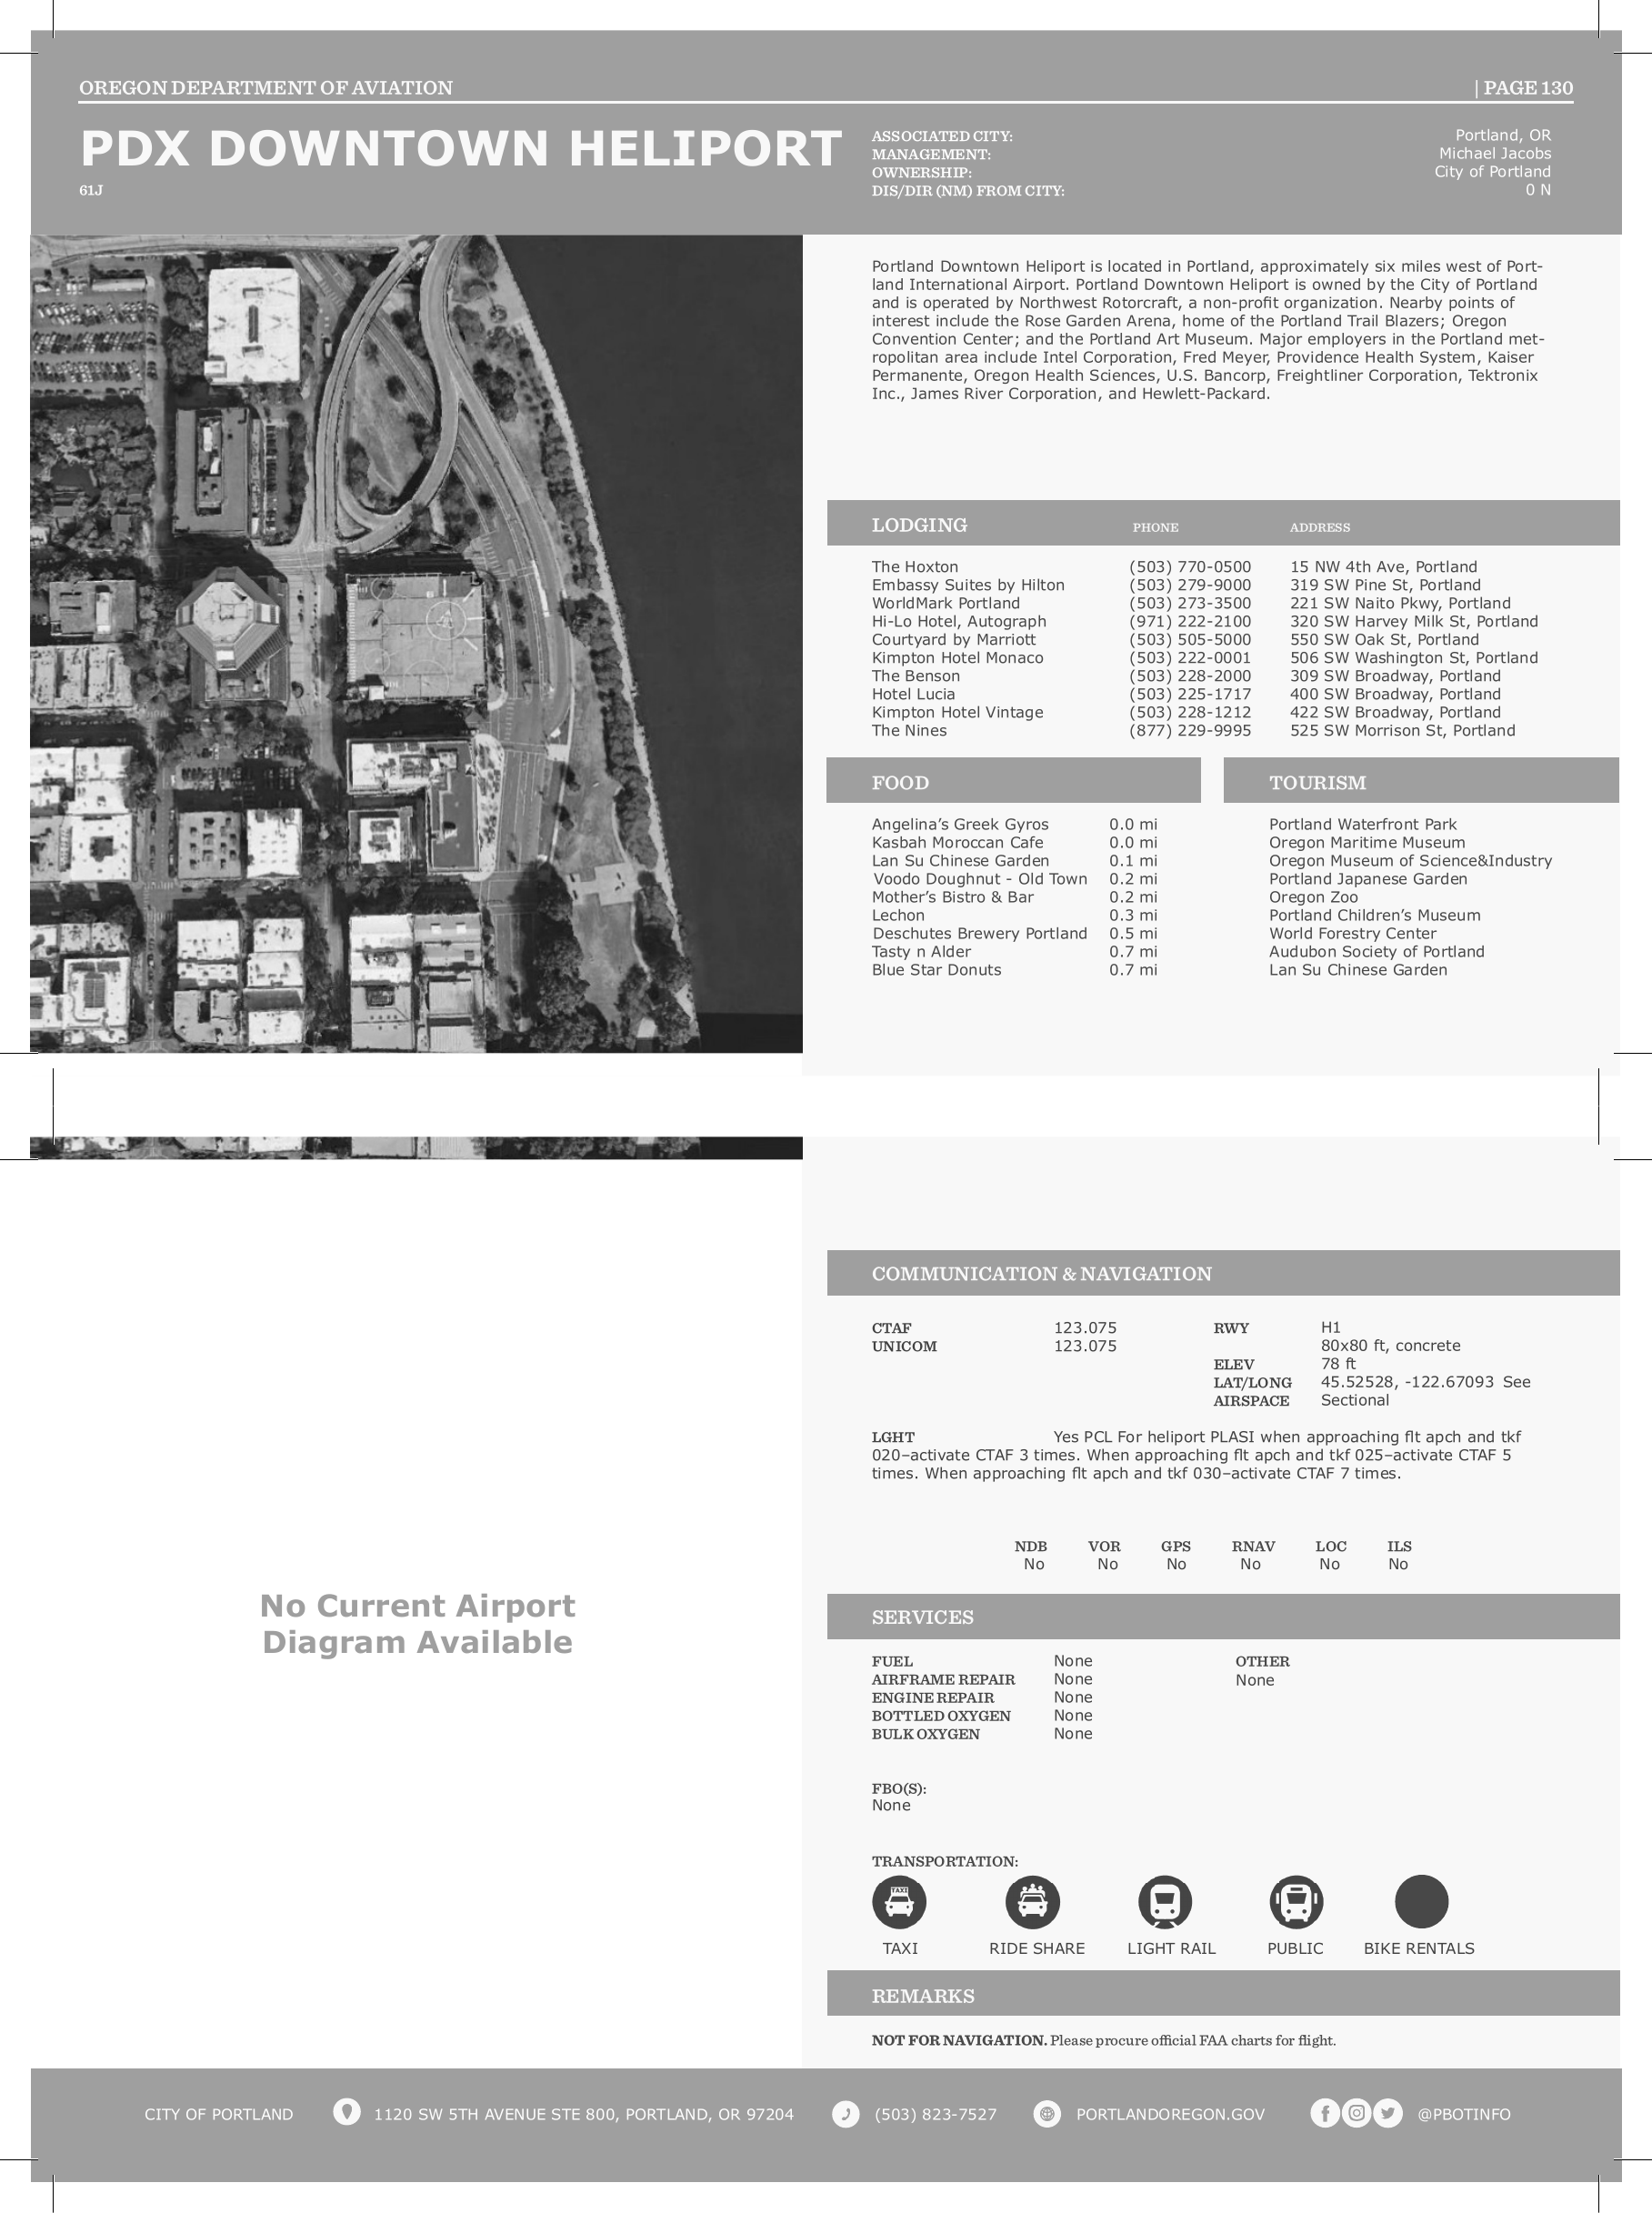 OREGON DEPARTMENT OF AVIATION | PAGE 130
PDX DOWNTOWN HELIPORT
61J
ASSOCIATED CITY: Portland, OR
MANAGEMENT: Michael Jacobs
OWNERSHIP: City of Portland
DIS/DIR (NM) FROM CITY: 0 N
Portland Downtown Heliport is located in Portland, approximately six miles west of Port-
land International Airport. Portland Downtown Heliport is owned by the City of Portland
and is operated by Northwest Rotorcraft, a non-profit organization. Nearby points of
interest include the Rose Garden Arena, home of the Portland Trail Blazers; Oregon
Convention Center; and the Portland Art Museum. Major employers in the Portland met-
ropolitan area include Intel Corporation, Fred Meyer, Providence Health System, Kaiser
Permanente, Oregon Health Sciences, U.S. Bancorp, Freightliner Corporation, Tektronix
Inc., James River Corporation, and Hewlett-Packard.
LODGING PHONE ADDRESS
The Hoxton (503) 770-0500 15 NW 4th Ave, Portland
Embassy Suites by Hilton (503) 279-9000 319 SW Pine St, Portland
WorldMark Portland (503) 273-3500 221 SW Naito Pkwy, Portland
Hi-Lo Hotel, Autograph (971) 222-2100 320 SW Harvey Milk St, Portland
Courtyard by Marriott (503) 505-5000 550 SW Oak St, Portland
Kimpton Hotel Monaco (503) 222-0001 506 SW Washington St, Portland
The Benson (503) 228-2000 309 SW Broadway, Portland
Hotel Lucia (503) 225-1717 400 SW Broadway, Portland
Kimpton Hotel Vintage (503) 228-1212 422 SW Broadway, Portland
The Nines (877) 229-9995 525 SW Morrison St, Portland
FOOD
Angelina’s Greek Gyros 0.0 mi
Kasbah Moroccan Cafe 0.0 mi
Lan Su Chinese Garden 0.1 mi
Voodo Doughnut - Old Town 0.2 mi
Mother’s Bistro & Bar 0.2 mi
Lechon 0.3 mi
Deschutes Brewery Portland 0.5 mi
Tasty n Alder 0.7 mi
Blue Star Donuts 0.7 mi
TOURISM
Portland Waterfront Park
Oregon Maritime Museum
Oregon Museum of Science&Industry
Portland Japanese Garden
Oregon Zoo
Portland Children’s Museum
World Forestry Center
Audubon Society of Portland
Lan Su Chinese Garden
No Current Airport
Diagram Available
COMMUNICATION & NAVIGATION
CTAF 123.075
UNICOM 123.075
RWY H1
80x80 ft, concrete
ELEV 78 ft
LAT/LONG 45.52528, -122.67093 See
AIRSPACE Sectional
LGHT Yes PCL For heliport PLASI when approaching flt apch and tkf
020–activate CTAF 3 times. When approaching flt apch and tkf 025–activate CTAF 5
times. When approaching flt apch and tkf 030–activate CTAF 7 times.
NDB VOR GPS RNAV LOC ILS
No No No No No No
SERVICES
FUEL None
AIRFRAME REPAIR None
ENGINE REPAIR None
BOTTLED OXYGEN None
BULK OXYGEN None
OTHER
None
FBO(S):
None
TRANSPORTATION:
TAXI
TAXI RIDE SHARE LIGHT RAIL PUBLIC BIKE RENTALS
REMARKS
NOT FOR NAVIGATION. Please procure official FAA charts for flight.
CITY OF PORTLAND 1120 SW 5TH AVENUE STE 800, PORTLAND, OR 97204 (503) 823-7527 PORTLANDOREGON.GOV @PBOTINFO